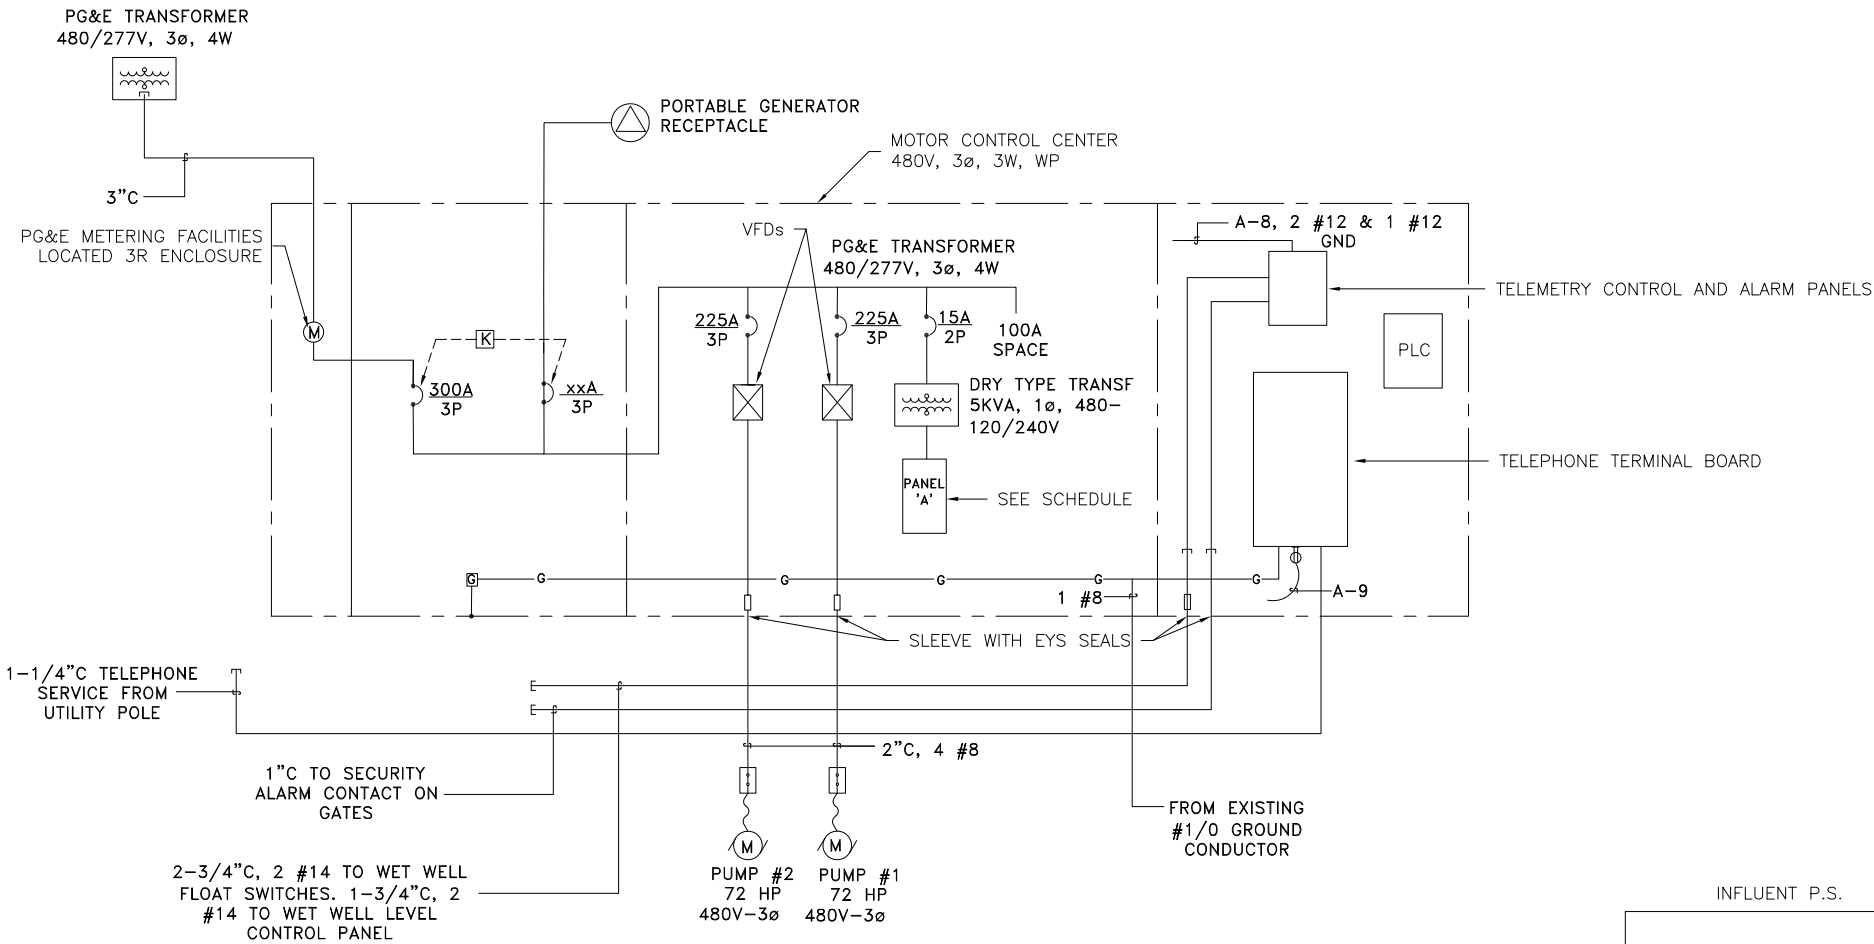 PG&E TRANSFORMER
480/277V, 3ø, 4W
3"C
PG&E METERING FACILITIES
LOCATED 3R ENCLOSURE
M
PORTABLE GENERATOR
RECEPTACLE
MOTOR CONTROL CENTER
480V, 3ø, 3W, WP
K
300A
3P
xxA
3P
VFDs
PG&E TRANSFORMER
480/277V, 3ø, 4W
225A
3P
225A
3P
15A
2P
100A
SPACE
DRY TYPE TRANSF
5KVA, 1ø, 480-
120/240V
PANEL
'A'
SEE SCHEDULE
A-8, 2 #12 & 1 #12
GND
TELEMETRY CONTROL AND ALARM PANELS
PLC
TELEPHONE TERMINAL BOARD
G
G
G
G
G
G
1 #8
A-9
SLEEVE WITH EYS SEALS
1-1/4"C TELEPHONE
SERVICE FROM
UTILITY POLE
2"C, 4 #8
1"C TO SECURITY
ALARM CONTACT ON
GATES
FROM EXISTING
#1/0 GROUND
CONDUCTOR
2-3/4"C, 2 #14 TO WET WELL
FLOAT SWITCHES. 1-3/4"C, 2
#14 TO WET WELL LEVEL
CONTROL PANEL
M
PUMP #2
72 HP
480V-3ø
M
PUMP #1
72 HP
480V-3ø
INFLUENT P.S.